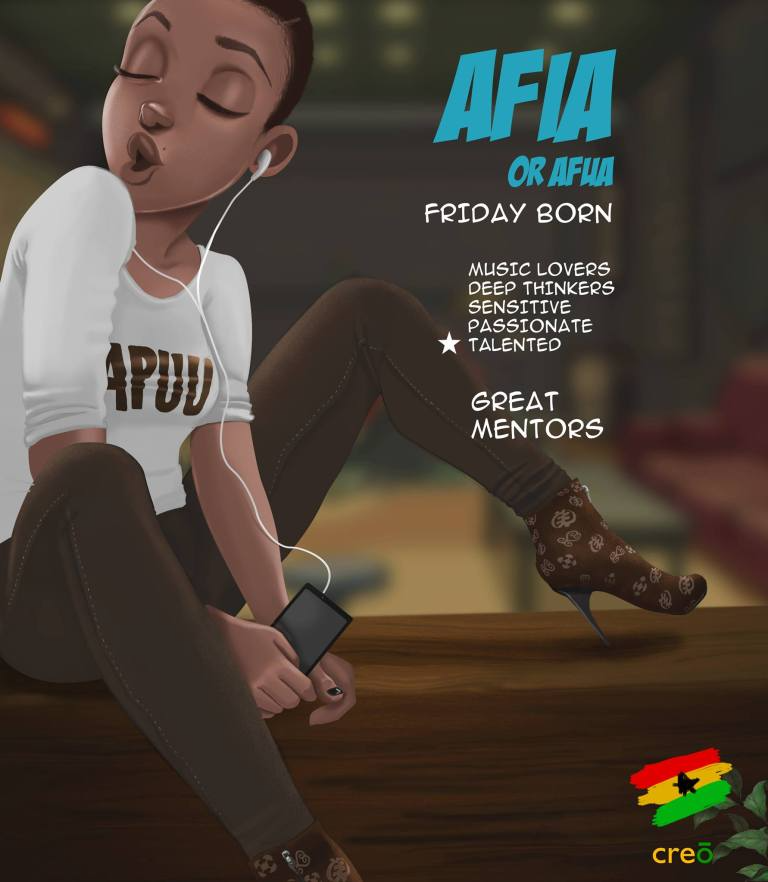 AFIA
OR AFUA
FRIDAY BORN
MUSIC LOVERS
DEEP THINKERS
SENSITIVE
PASSIONATE
TALENTED
GREAT
MENTORS
APUU
creō